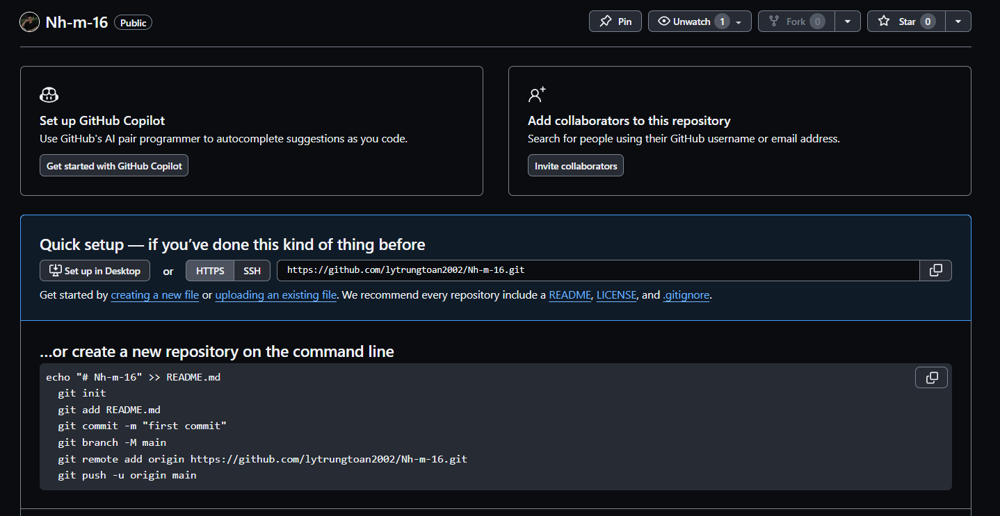 Nh-m-16 Public
Pin Unwatch 1 Fork 0 Star 0
Set up GitHub Copilot
Use GitHub's AI pair programmer to autocomplete suggestions as you code.
Get started with GitHub Copilot
Add collaborators to this repository
Search for people using their GitHub username or email address.
Invite collaborators
Quick setup — if you’ve done this kind of thing before
Set up in Desktop or HTTPS SSH https://github.com/lytrungtoan2002/Nh-m-16.git
Get started by creating a new file or uploading an existing file. We recommend every repository include a README, LICENSE, and .gitignore.
…or create a new repository on the command line
echo "# Nh-m-16" >> README.md
git init
git add README.md
git commit -m "first commit"
git branch -M main
git remote add origin https://github.com/lytrungtoan2002/Nh-m-16.git
git push -u origin main